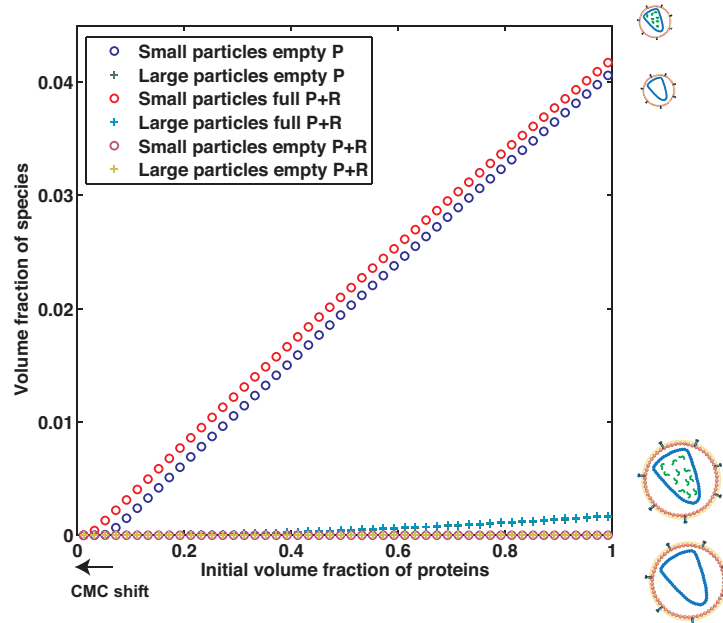 Small particles empty P
Large particles empty P
Small particles full P+R
Large particles full P+R
Small particles empty P+R
Large particles empty P+R
Volume fraction of species
0.04
0.03
0.02
0.01
0
0
0.2
0.4
0.6
0.8
1
Initial volume fraction of proteins
CMC shift